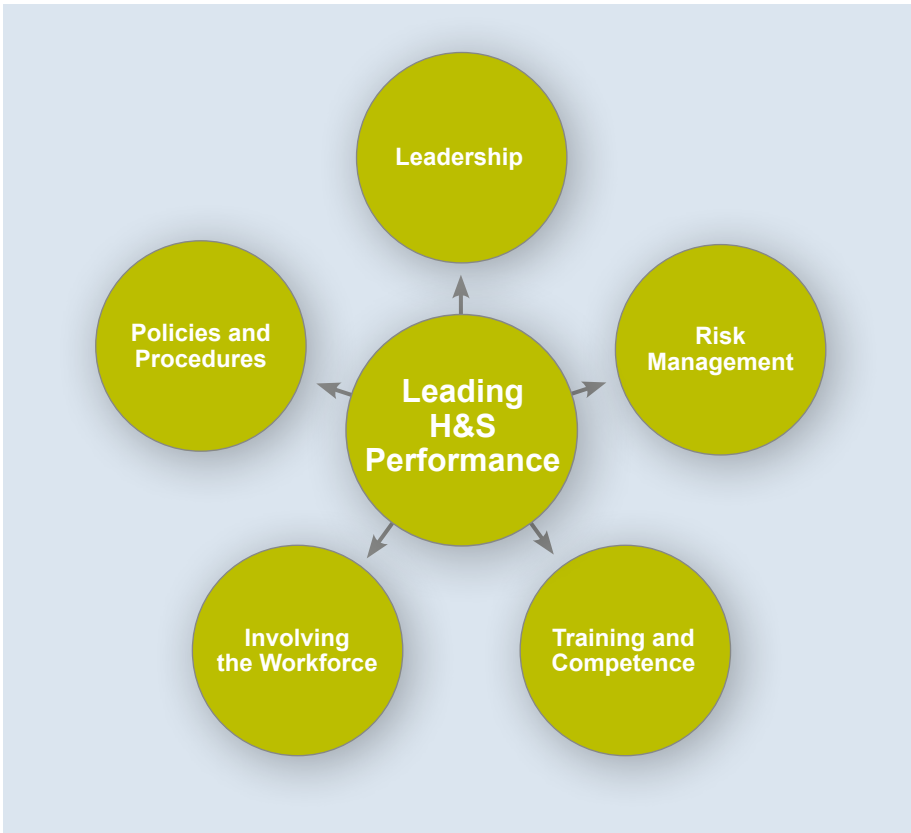 Leadership
Policies and
Procedures
Risk
Management
Leading
H&S
Performance
Involving
the Workforce
Training and
Competence